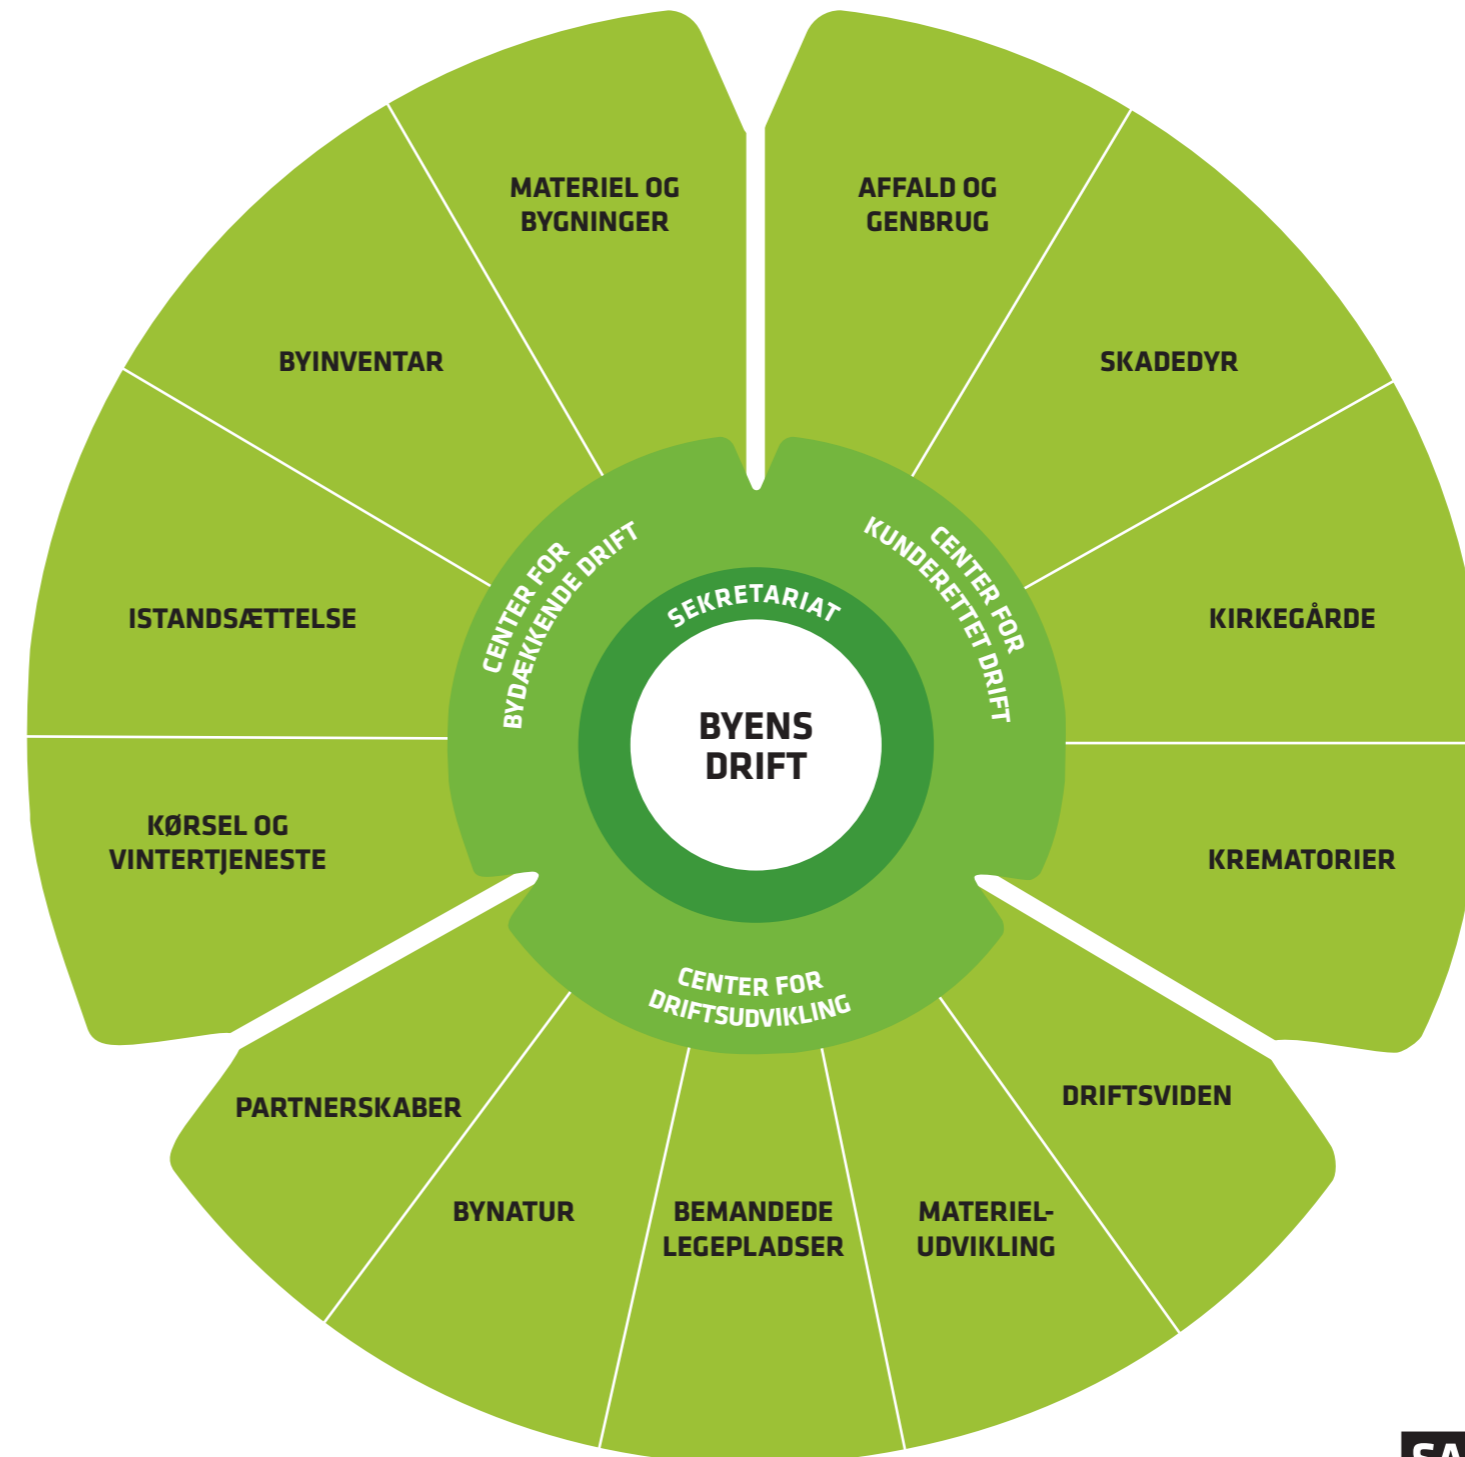 MATERIEL OG
BYGNINGER
AFFALD OG
GENBRUG
BYINVENTAR
SKADEDYR
ISTANDSÆTTELSE
KIRKEGÅRDE
KØRSEL OG
VINTERTJENESTE
KREMATORIER
CENTER FOR
BYDÆKKENDE DRIFT
CENTER FOR
KUNDERETTET DRIFT
SEKRETARIAT
BYENS
DRIFT
CENTER FOR
DRIFTSUDVIKLING
PARTNERSKABER
BYNATUR
BEMANDEDE
LEGEPLADSER
MATERIEL-
UDVIKLING
DRIFTSVIDEN